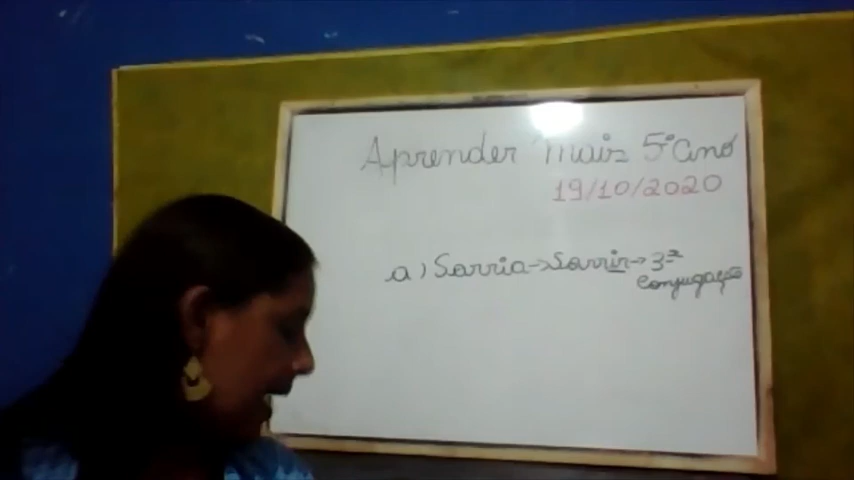 Aprender mais 5º ano
19/10/2020
a) Sorria → Sorrir → 3ª
conjugação